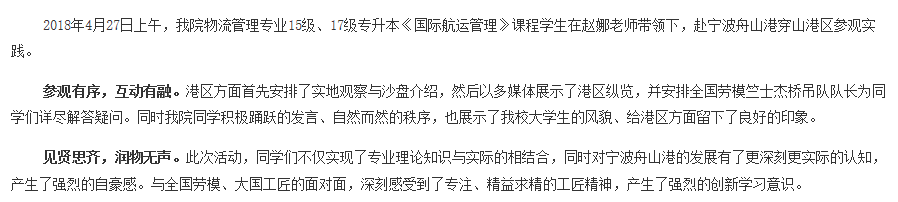 2018年4月27日上午，我院物流管理专业15级、17级专升本《国际航运管理》课程学生在赵娜老师带领下，赴宁波舟山港穿山港区参观实
践。
参观有序，互动有融。港区方面首先安排了实地观察与沙盘介绍，然后以多媒体展示了港区纵览，并安排全国劳模竺士杰桥吊队队长为同
学们详尽解答疑问。同时我院同学积极踊跃的发言、自然而然的秩序，也展示了我校大学生的风貌、给港区方面留下了良好的印象。
见贤思齐，润物无声。此次活动，同学们不仅实现了专业理论知识与实际的相结合，同时对宁波舟山港的发展有了更深刻更实际的认知，
产生了强烈的自豪感。与全国劳模、大国工匠的面对面，深刻感受到了专注、精益求精的工匠精神，产生了强烈的创新学习意识。